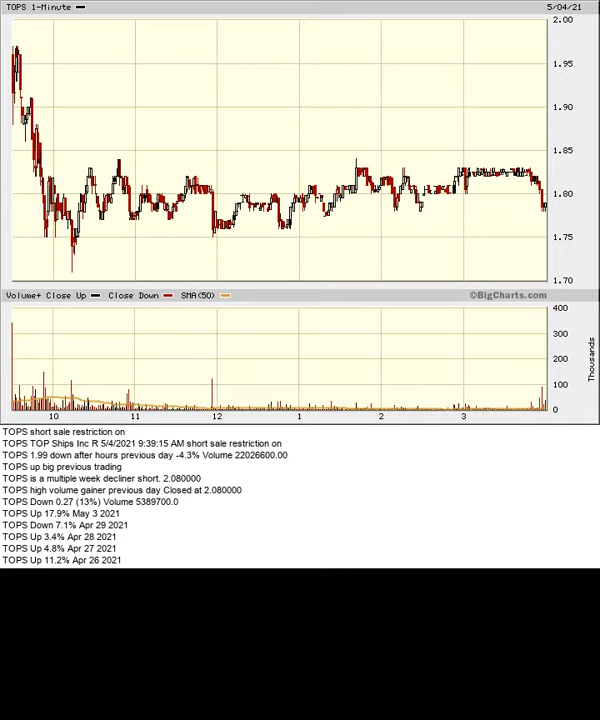 TOPS 1-Minute 5/04/21
2.00
1.95
1.90
1.85
1.80
1.75
1.70
Volume+ Close Up Close Down SMA(50) ©BigCharts.com
400
300
200
100
0
Thousands
10 11 12 1 2 3
TOPS short sale restriction on
TOPS TOP Ships Inc R 5/4/2021 9:39:15 AM short sale restriction on
TOPS 1.99 down after hours previous day -4.3% Volume 22026600.00
TOPS up big previous trading
TOPS is a multiple week decliner short. 2.080000
TOPS high volume gainer previous day Closed at 2.080000
TOPS Down 0.27 (13%) Volume 5389700.0
TOPS Up 17.9% May 3 2021
TOPS Down 7.1% Apr 29 2021
TOPS Up 3.4% Apr 28 2021
TOPS Up 4.8% Apr 27 2021
TOPS Up 11.2% Apr 26 2021